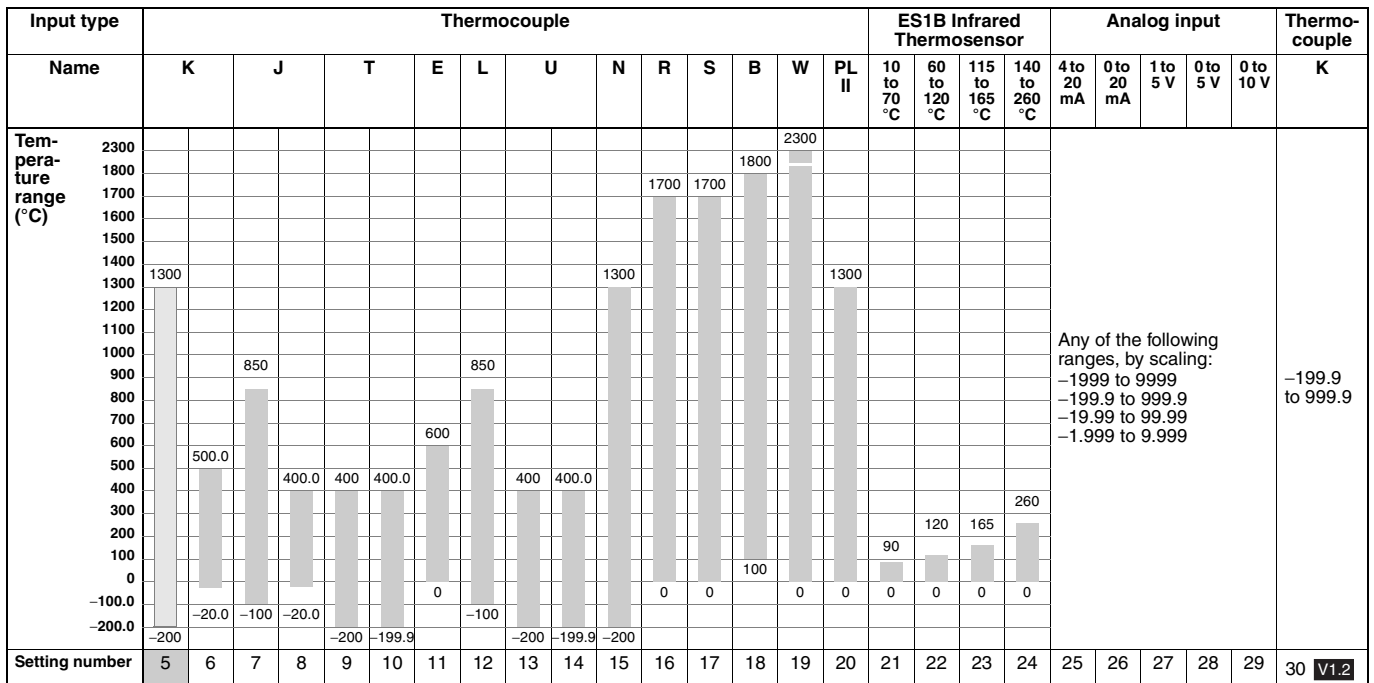 Input type Thermocouple ES1B Infrared Thermosensor Analog input Thermo-couple
Name K J T E L U N R S B W PL II 10 to 70 °C 60 to 120 °C 115 to 165 °C 140 to 260 °C 4 to 20 mA 0 to 20 mA 1 to 5 V 0 to 5 V 0 to 10 V K
Tem-
pera-
ture
range
(°C)
2300
1800
1700
1600
1500
1400
1300
1200
1100
1000
900
800
700
600
500
400
300
200
100
0
−100.0
−200.0
1300 500.0 850 400.0 400 400.0 600 850 400 400.0 1300 1700 1700 1800 2300 1300 90 120 165 260
−200 −20.0 −100 −20.0 −200 −199.9 0 −100 −200 −199.9 −200 0 0 100 0 0 0 0 0 0
Any of the following
ranges, by scaling:
−1999 to 9999
−199.9 to 999.9
−19.99 to 99.99
−1.999 to 9.999
−199.9
to 999.9
Setting number 5 6 7 8 9 10 11 12 13 14 15 16 17 18 19 20 21 22 23 24 25 26 27 28 29 30 V1.2